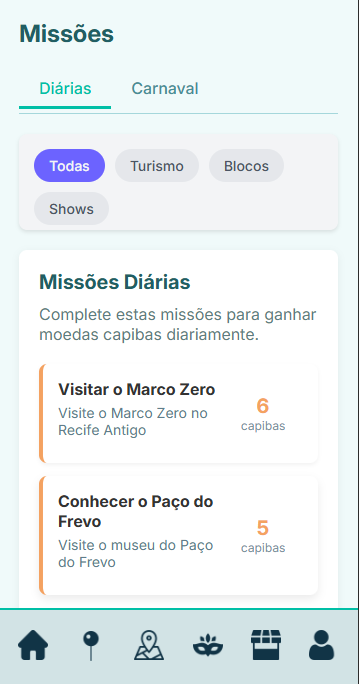 Missões
Diárias Carnaval
Todas Turismo Blocos
Shows
Missões Diárias
Complete estas missões para ganhar
moedas capibas diariamente.
Visitar o Marco Zero
Visite o Marco Zero no
Recife Antigo
6
capibas
Conhecer o Paço do
Frevo
Visite o museu do Paço
do Frevo
5
capibas